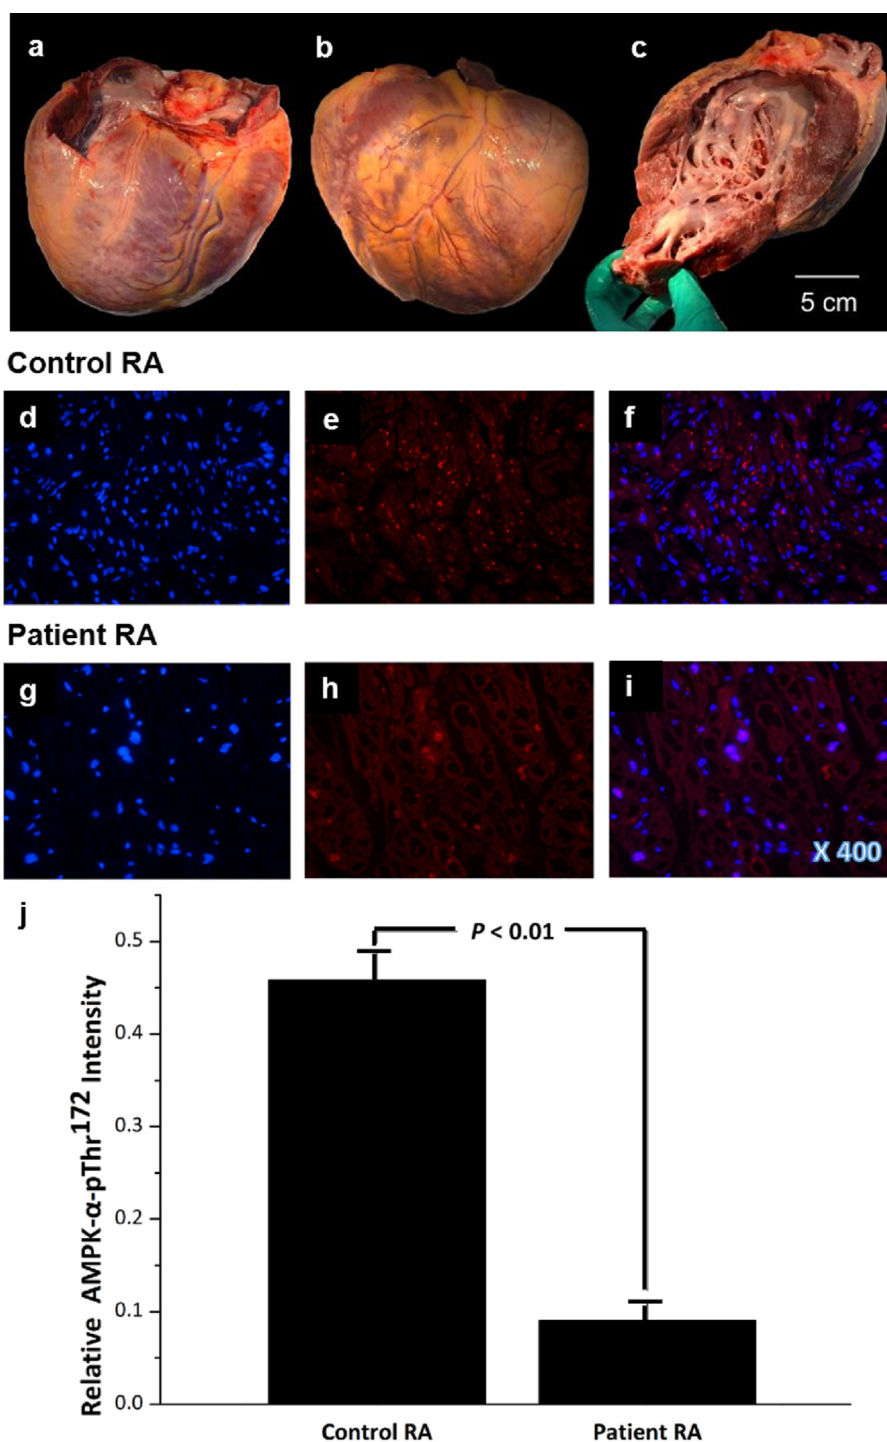 a
b
c
5 cm
Control RA
d
e
f
Patient RA
g
h
i
X 400
j
P < 0.01
Relative AMPK-α-pThr172 Intensity
0.5
0.4
0.3
0.2
0.1
0.0
Control RA
Patient RA